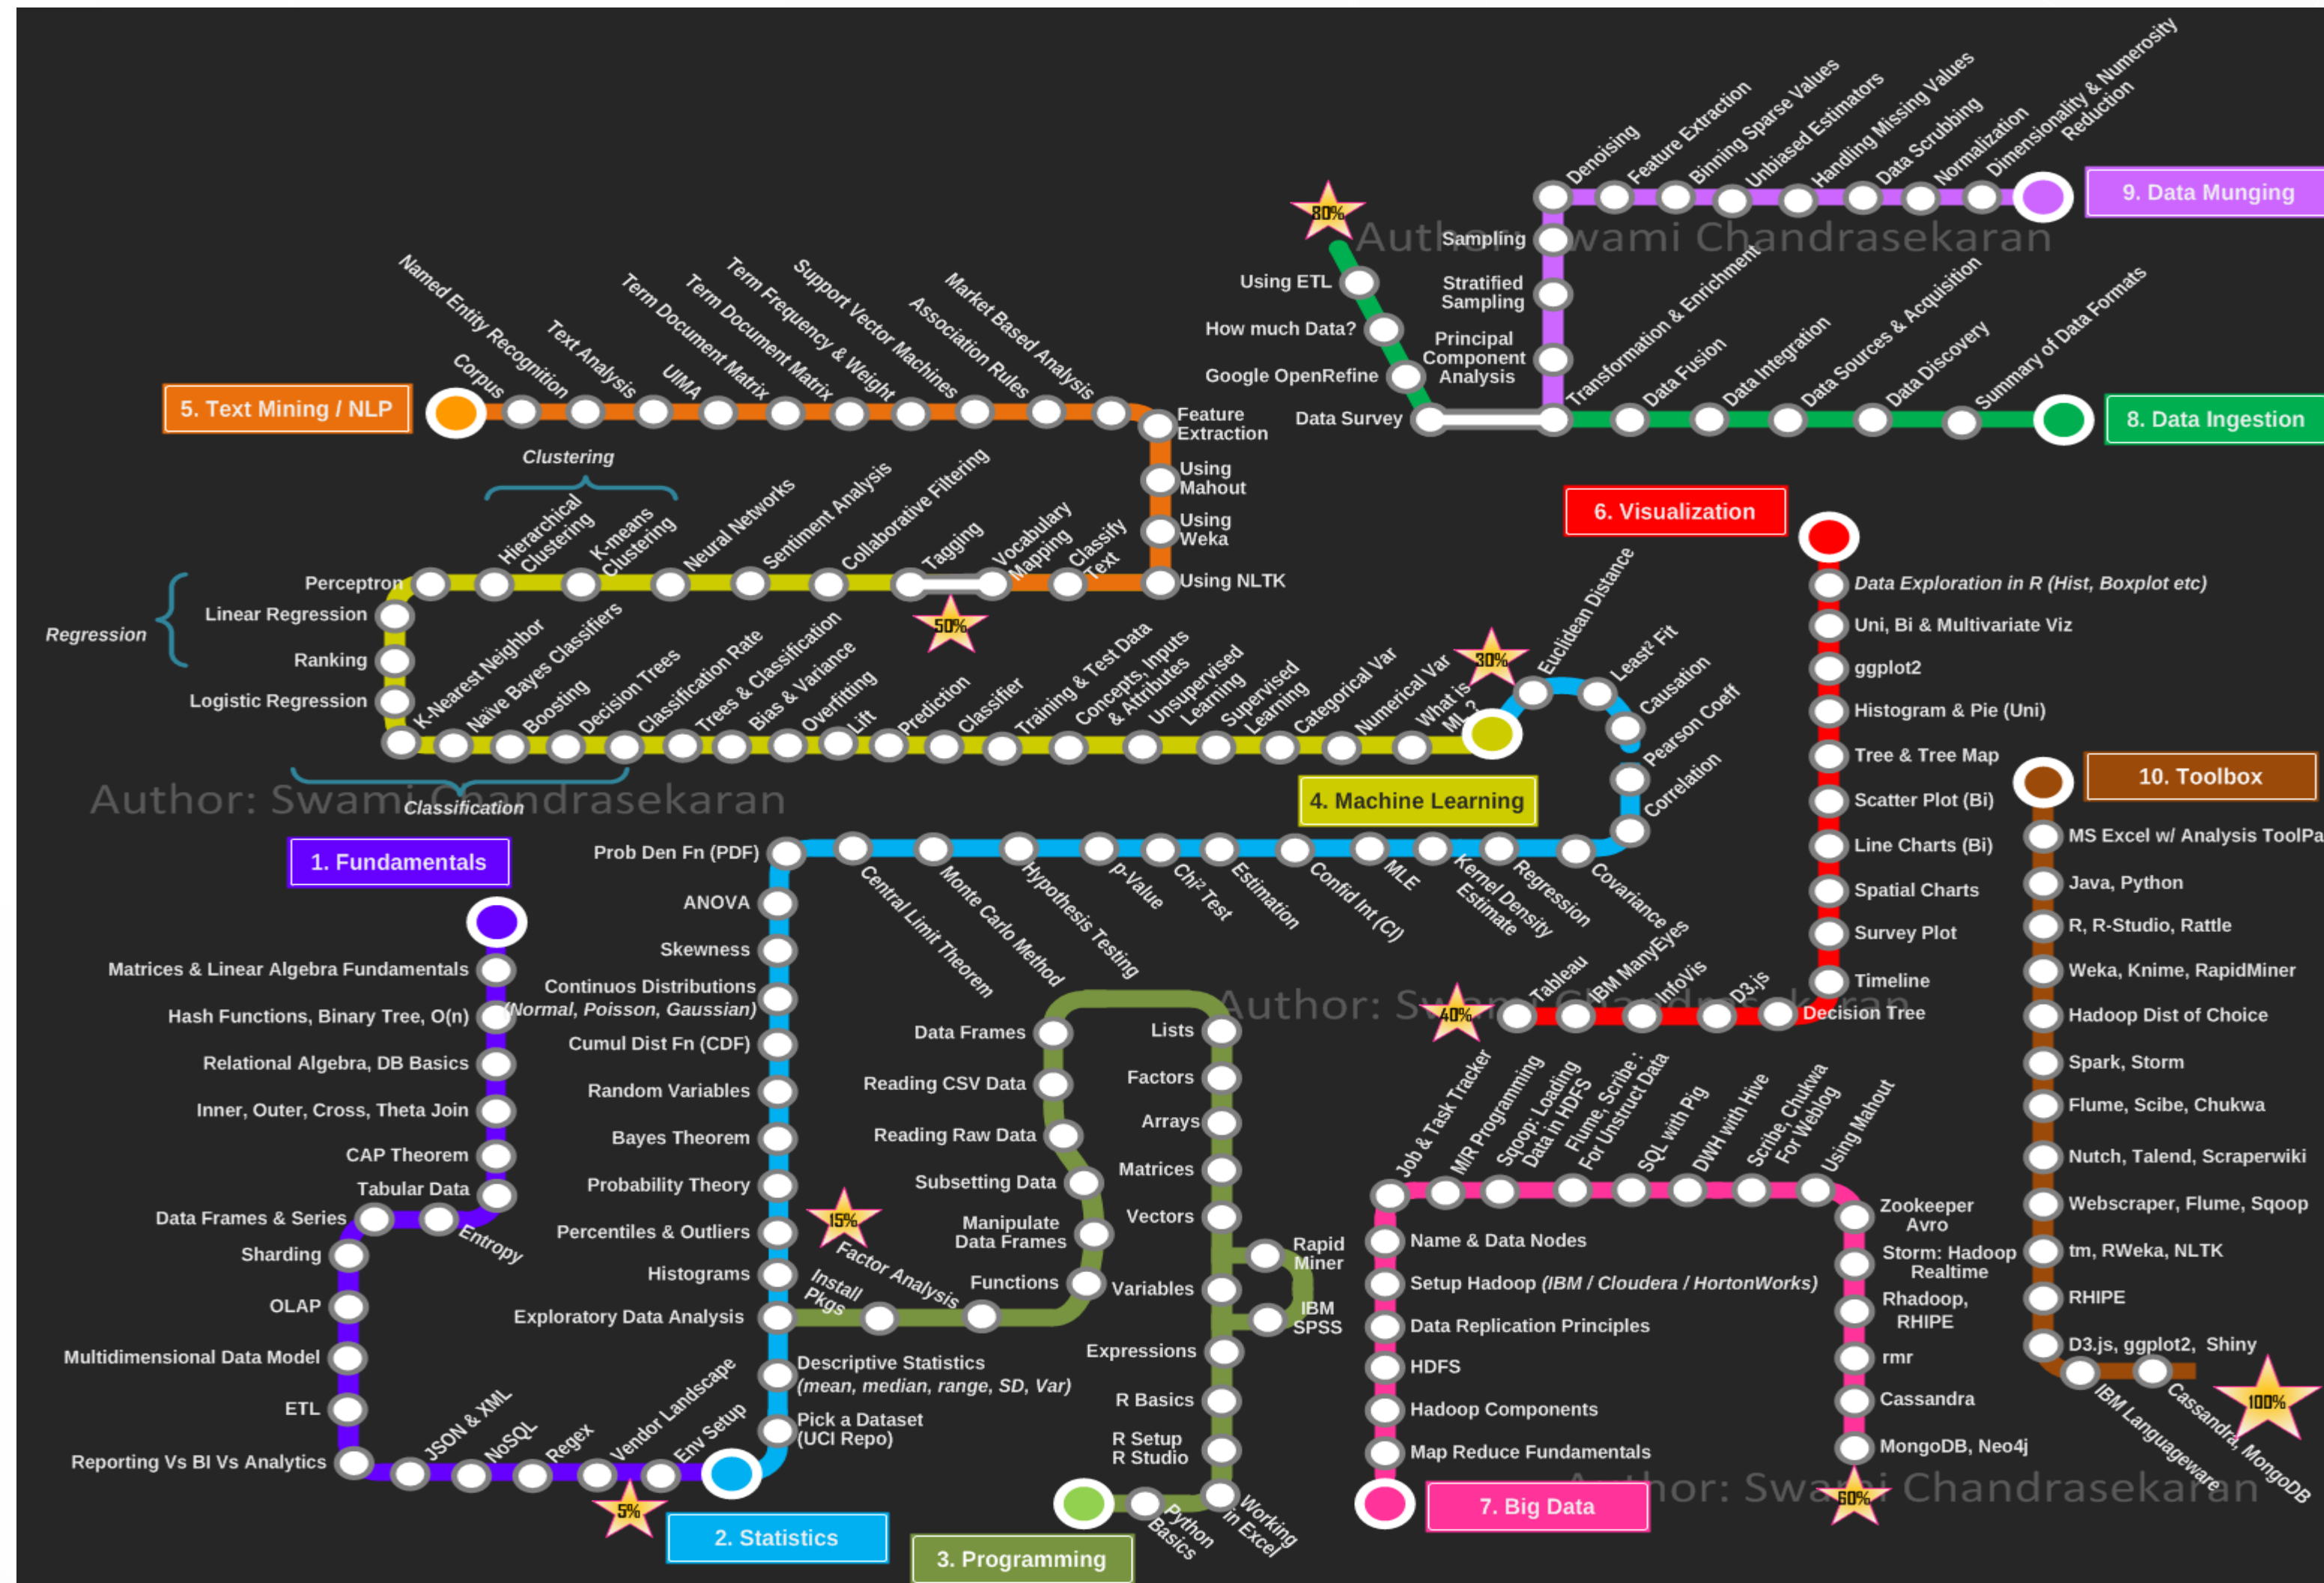 1. Fundamentals
Matrices & Linear Algebra Fundamentals
Hash Functions, Binary Tree, O(n)
Relational Algebra, DB Basics
Inner, Outer, Cross, Theta Join
CAP Theorem
Tabular Data
Entropy
Data Frames & Series
Sharding
OLAP
Multidimensional Data Model
ETL
Reporting Vs BI Vs Analytics
JSON & XML
NoSQL
Regex
Vendor Landscape
Env Setup
5%
2. Statistics
Pick a Dataset
(UCI Repo)
Descriptive Statistics
(mean, median, range, SD, Var)
Exploratory Data Analysis
Histograms
Percentiles & Outliers
Probability Theory
Bayes Theorem
Random Variables
Cumul Dist Fn (CDF)
Continuos Distributions
(Normal, Poisson, Gaussian)
Skewness
ANOVA
Prob Den Fn (PDF)
Central Limit Theorem
Monte Carlo Method
Hypothesis Testing
p-Value
Chi² Test
Estimation
Confid Int (CI)
MLE
Kernel Density
Estimate
Regression
Covariance
Correlation
Pearson Coeff
Causation
Least² Fit
Euclidean Distance
30%
15%
3. Programming
Python
Basics
Working
in Excel
R Setup
R Studio
R Basics
Expressions
IBM
SPSS
Rapid
Miner
Variables
Vectors
Matrices
Arrays
Factors
Lists
Data Frames
Reading CSV Data
Reading Raw Data
Subsetting Data
Manipulate
Data Frames
Functions
Factor Analysis
Install
Pkgs
4. Machine Learning
What is
ML?
Numerical Var
Categorical Var
Supervised
Learning
Unsupervised
Learning
Concepts, Inputs
& Attributes
Training & Test Data
Classifier
Prediction
Lift
Overfitting
Bias & Variance
Trees & Classification
Classification Rate
Decision Trees
Boosting
Naïve Bayes Classifiers
K-Nearest Neighbor
Classification
Logistic Regression
Ranking
Linear Regression
Perceptron
Regression
Hierarchical
Clustering
K-means
Clustering
Clustering
Neural Networks
Sentiment Analysis
Collaborative Filtering
Tagging
50%
5. Text Mining / NLP
Corpus
Named Entity Recognition
Text Analysis
UIMA
Term Document Matrix
Term Document Matrix
Term Frequency & Weight
Support Vector Machines
Association Rules
Market Based Analysis
Feature
Extraction
Using
Mahout
Using
Weka
Using NLTK
Classify
Text
Vocabulary
Mapping
6. Visualization
Data Exploration in R (Hist, Boxplot etc)
Uni, Bi & Multivariate Viz
ggplot2
Histogram & Pie (Uni)
Tree & Tree Map
Scatter Plot (Bi)
Line Charts (Bi)
Spatial Charts
Survey Plot
Timeline
Decision Tree
D3.js
InfoVis
IBM ManyEyes
Tableau
40%
7. Big Data
Map Reduce Fundamentals
Hadoop Components
HDFS
Data Replication Principles
Setup Hadoop (IBM / Cloudera / HortonWorks)
Name & Data Nodes
Job & Task Tracker
M/R Programming
Sqoop: Loading
Data in HDFS
Flume, Scribe :
For Unstruct Data
SQL with Pig
DWH with Hive
Scribe, Chukwa
For Weblog
Using Mahout
Zookeeper
Avro
Storm: Hadoop
Realtime
Rhadoop,
RHIPE
rmr
Cassandra
MongoDB, Neo4j
60%
8. Data Ingestion
Summary of Data Formats
Data Discovery
Data Sources & Acquisition
Data Integration
Data Fusion
Transformation & Enrichment
Data Survey
Google OpenRefine
How much Data?
Using ETL
80%
9. Data Munging
Dimensionality & Numerosity
Reduction
Normalization
Data Scrubbing
Handling Missing Values
Unbiased Estimators
Binning Sparse Values
Feature Extraction
Denoising
Sampling
Stratified
Sampling
Principal
Component
Analysis
10. Toolbox
MS Excel w/ Analysis ToolPa
Java, Python
R, R-Studio, Rattle
Weka, Knime, RapidMiner
Hadoop Dist of Choice
Spark, Storm
Flume, Scibe, Chukwa
Nutch, Talend, Scraperwiki
Webscraper, Flume, Sqoop
tm, RWeka, NLTK
RHIPE
D3.js, ggplot2, Shiny
IBM Languageware
Cassandra, MongoDB
100%
Author: Swami Chandrasekaran
Author: Swami Chandrasekaran
Author: Swami Chandrasekaran
Author: Swami Chandrasekaran